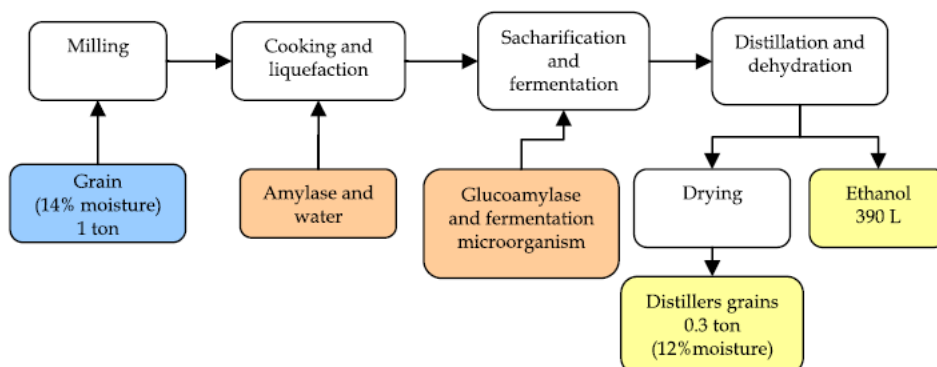 Milling
Cooking and
liquefaction
Sacharification
and
fermentation
Distillation and
dehydration
Grain
(14% moisture)
1 ton
Amylase and
water
Glucoamylase
and fermentation
microorganism
Drying
Ethanol
390 L
Distillers grains
0.3 ton
(12%moisture)